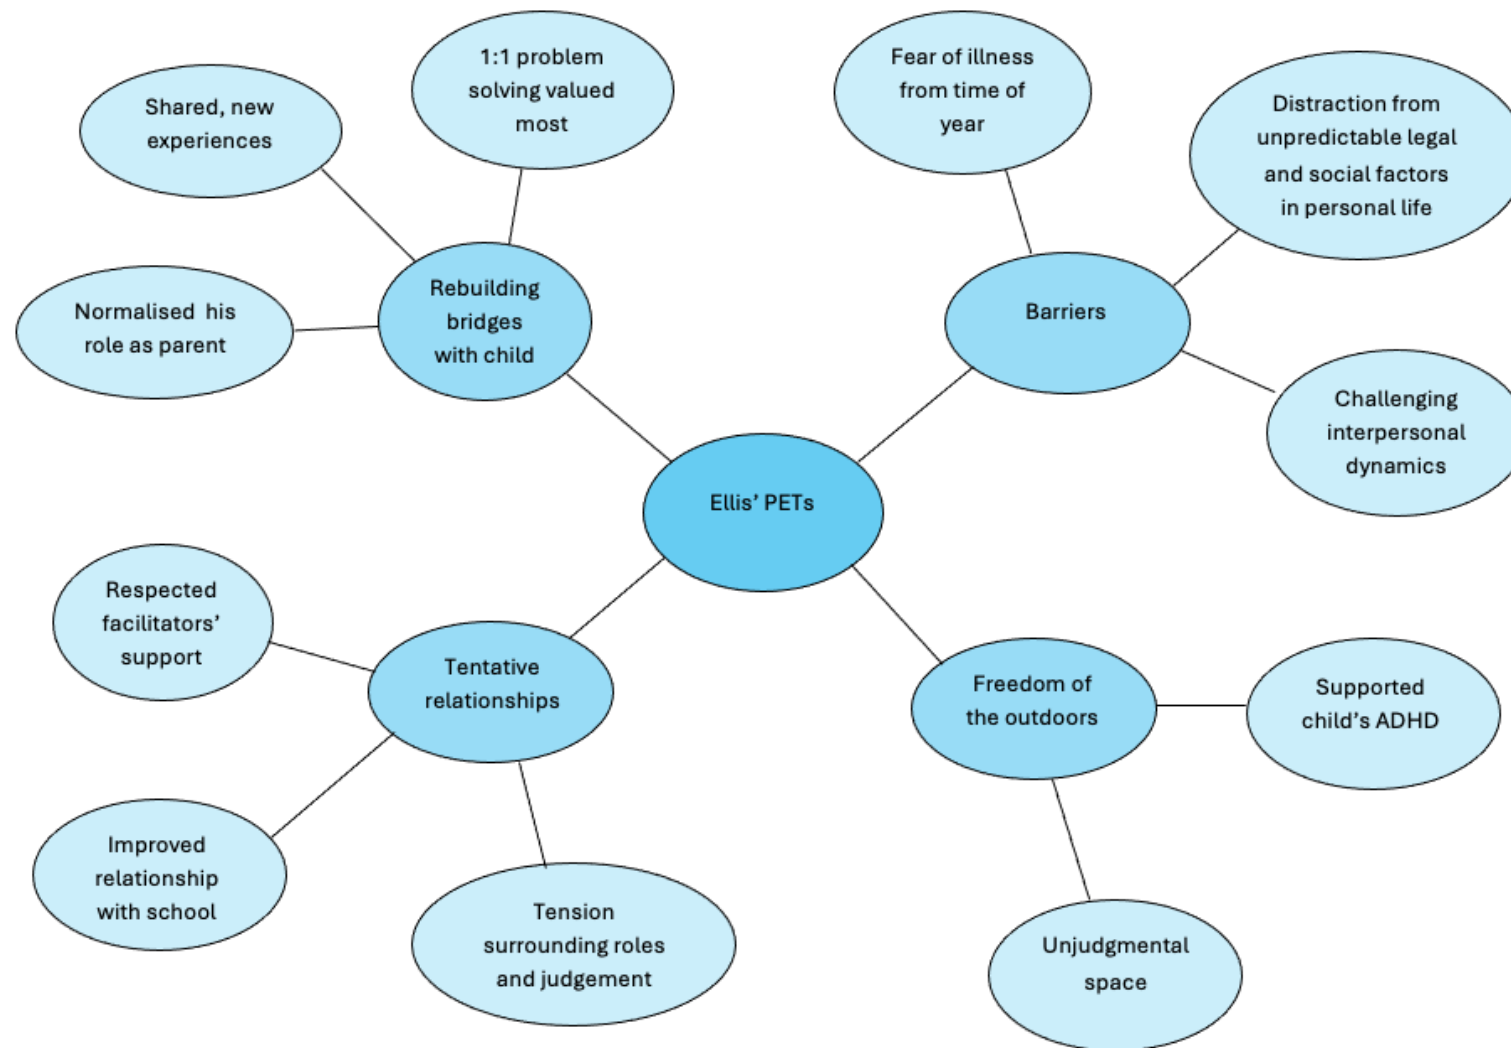 1:1 problem
solving valued
most
Shared, new
experiences
Normalised  his
role as parent
Rebuilding
bridges
with child
Fear of illness
from time of
year
Distraction from
unpredictable legal
and social factors
in personal life
Barriers
Challenging
interpersonal
dynamics
Ellis’ PETs
Respected
facilitators’
support
Tentative
relationships
Improved
relationship
with school
Tension
surrounding roles
and judgement
Freedom of
the outdoors
Supported
child’s ADHD
Unjudgmental
space